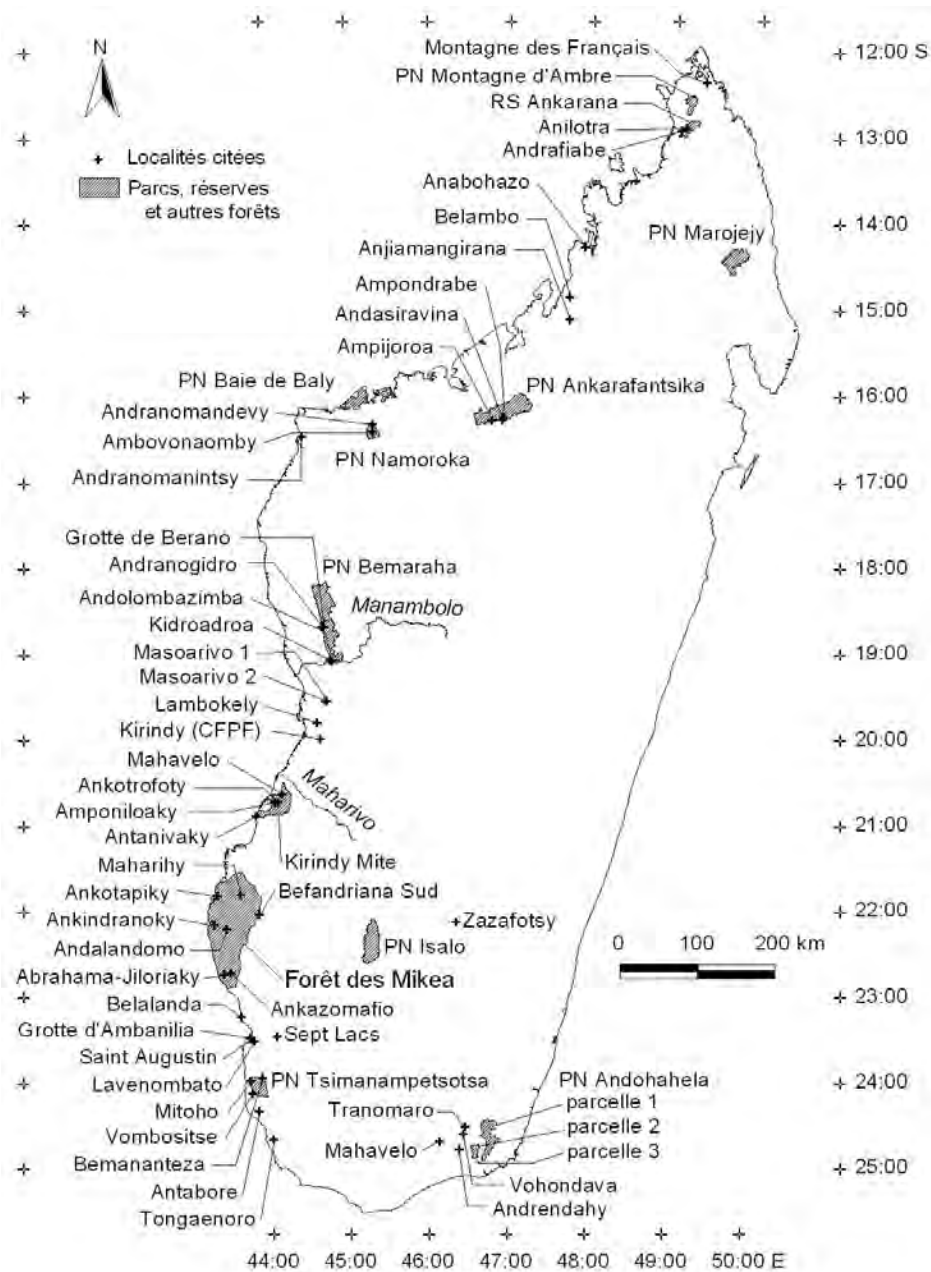 N
Localités citées
Parcs, réserves
et autres forêts
Montagne des Français
PN Montagne d'Ambre
RS Ankarana
Anilotra
Andrafiabe
Anabohazo
Belambo
PN Marojejy
Anjiamangirana
Ampondrabe
Andasiravina
Ampijoroa
PN Ankarafantsika
PN Baie de Baly
Andranomandevy
Ambovonaomby
PN Namoroka
Andranomanintsy
Grotte de Berano
Andranogidro
PN Bemaraha
Andolombazimba
Manambolo
Kidroadroa
Masoarivo 1
Masoarivo 2
Lambokely
Kirindy (CFPF)
Mahavelo
Ankotrofoty
Maharivo
Amponiloaky
Antanivaky
Kirindy Mite
Maharihy
Befandriana Sud
Ankotapiky
Ankindranoky
Zazafotsy
Andalandomo
PN Isalo
Abrahama-Jiloriaky
Forêt des Mikea
Ankazomafio
Belalanda
Grotte d'Ambanilia
Sept Lacs
Saint Augustin
Lavenombato
PN Tsimanampetsotsa
Mitoho
Vombositse
Bemananteza
Antabore
Tongaenoro
PN Andohahela
Tranomaro
parcelle 1
parcelle 2
Mahavelo
parcelle 3
Vohondava
Andrendahy
0 100 200 km
12:00 S
13:00
14:00
15:00
16:00
17:00
18:00
19:00
20:00
21:00
22:00
23:00
24:00
25:00
44:00 45:00 46:00 47:00 48:00 49:00 50:00 E